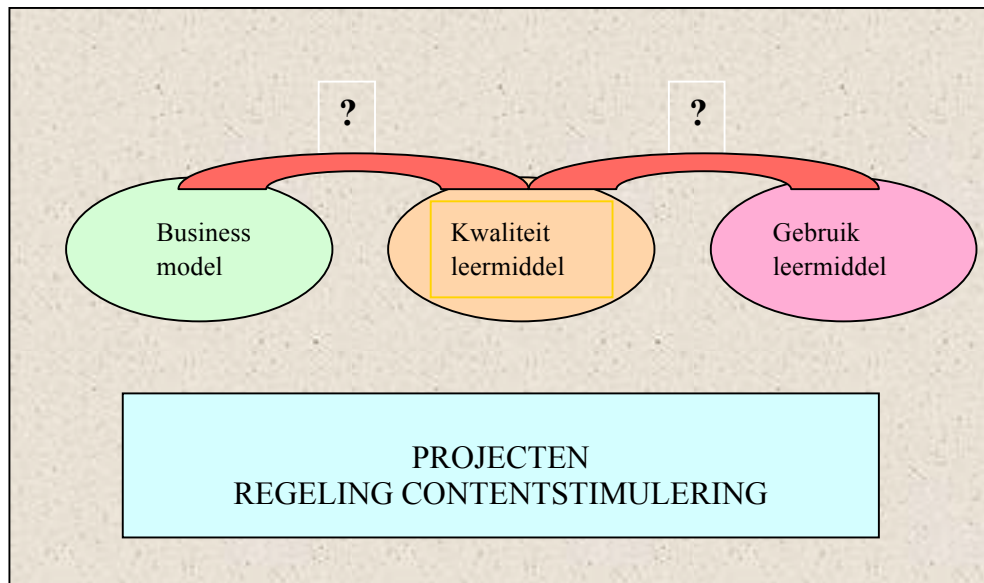 ?
?
Business
model
Kwaliteit
leermiddel
Gebruik
leermiddel
PROJECTEN
REGELING CONTENTSTIMULERING